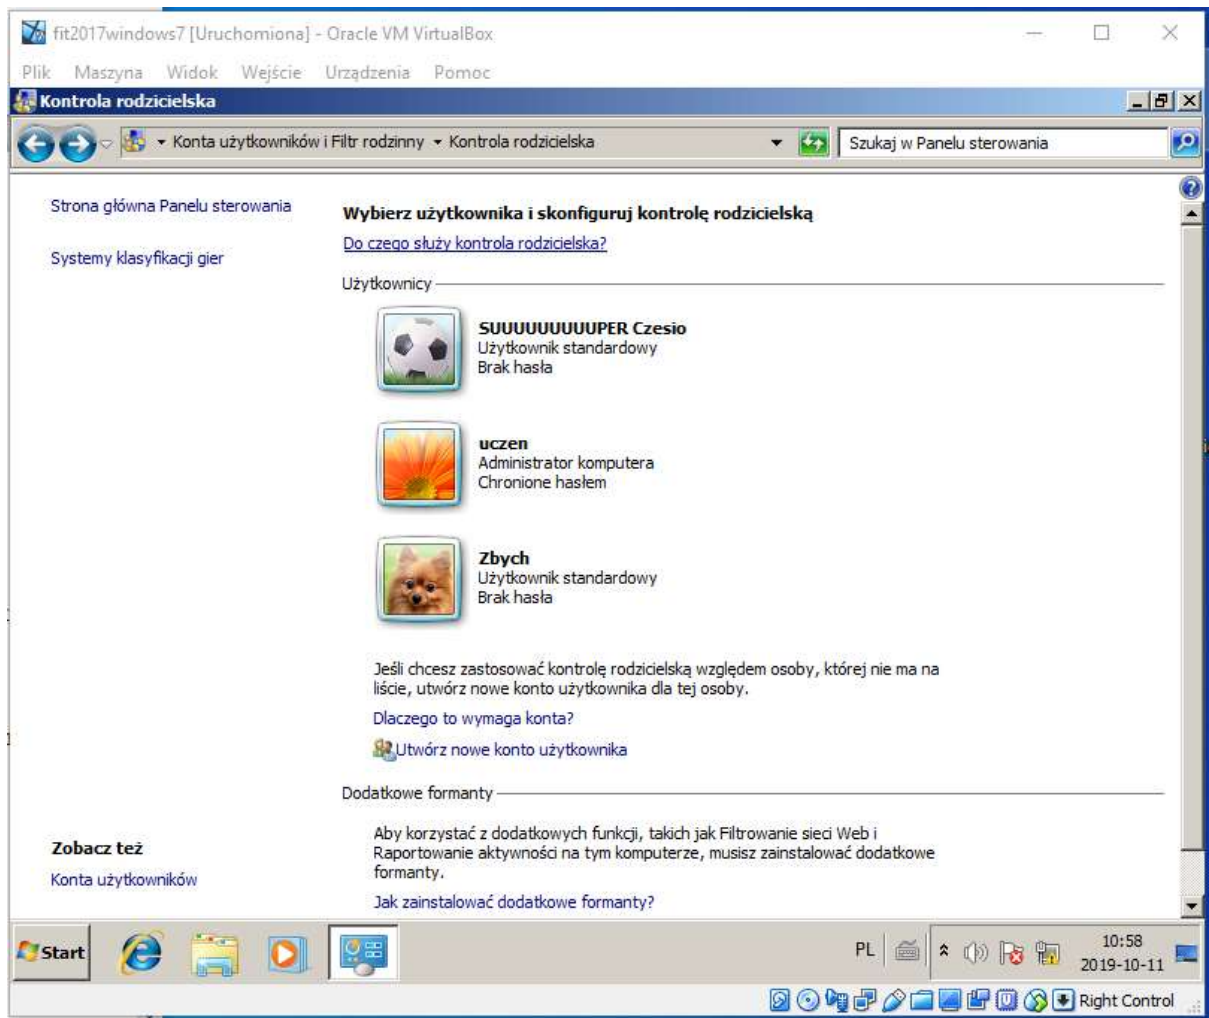 fit2017windows7 [Uruchomiona] - Oracle VM VirtualBox
Plik Maszyna Widok Wejście Urządzenia Pomoc
Kontrola rodzicielska
Konta użytkowników i Filtr rodzinny Kontrola rodzicielska Szukaj w Panelu sterowania
Strona główna Panelu sterowania
Systemy klasyfikacji gier
Wybierz użytkownika i skonfiguruj kontrolę rodzicielską
Do czego służy kontrola rodzicielska?
Użytkownicy
SUUUUUUUUUPER Czesio
Użytkownik standardowy
Brak hasła
uczen
Administrator komputera
Chronione hasłem
Zbych
Użytkownik standardowy
Brak hasła
Jeśli chcesz zastosować kontrolę rodzicielską względem osoby, której nie ma na
liście, utwórz nowe konto użytkownika dla tej osoby.
Dlaczego to wymaga konta?
Utwórz nowe konto użytkownika
Dodatkowe formanty
Aby korzystać z dodatkowych funkcji, takich jak Filtrowanie sieci Web i
Raportowanie aktywności na tym komputerze, musisz zainstalować dodatkowe
formanty.
Jak zainstalować dodatkowe formanty?
Zobacz też
Konta użytkowników
Start PL 10:58
2019-10-11
Right Control